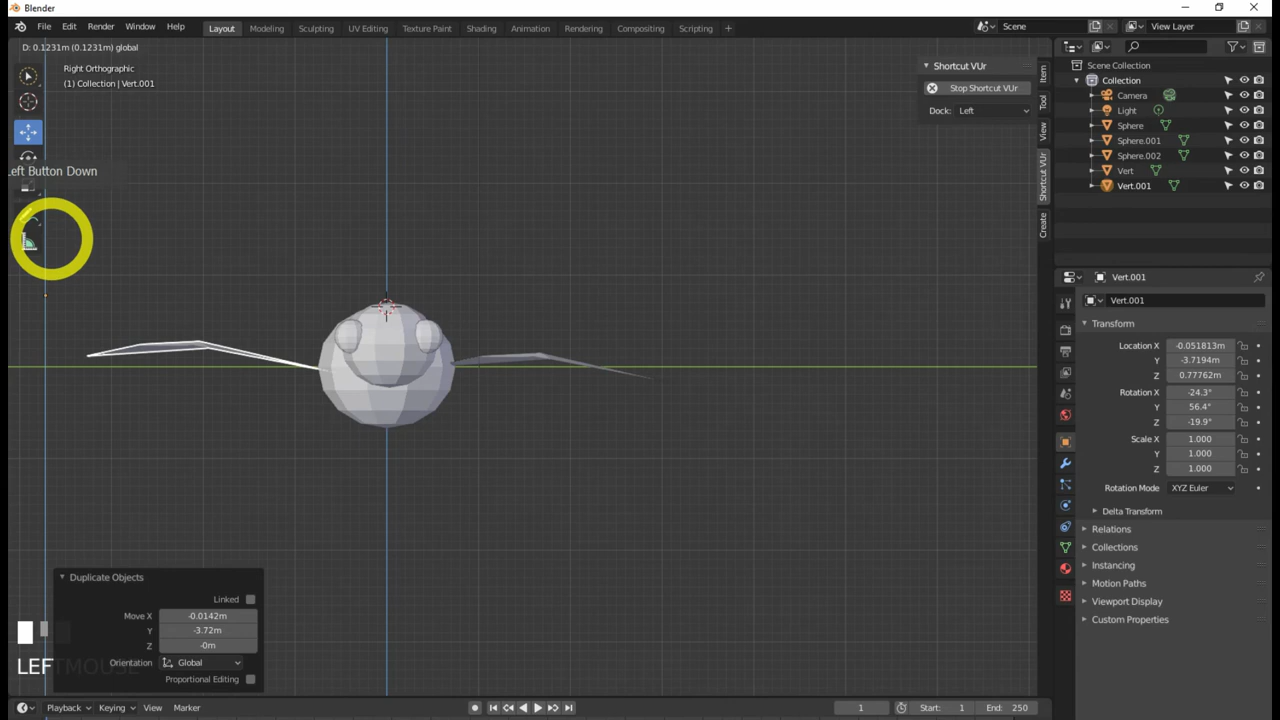 Blender
File Edit Render Window Help
Layout Modeling Sculpting UV Editing Texture Paint Shading Animation Rendering Compositing Scripting +
Scene
View Layer
D: 0.1231m (0.1231m) global
Right Orthographic
(1) Collection | Vert.001
eft Button Down
Shortcut VUr
Stop Shortcut VUr
Dock: Left
Item
Tool
View
Shortcut VUr
Create
Scene Collection
Collection
Camera
Light
Sphere
Sphere.001
Sphere.002
Vert
Vert.001
Vert.001
Vert.001
Transform
Location X -0.051813m
Y -3.7194m
Z 0.77762m
Rotation X -24.3°
Y 56.4°
Z -19.9°
Scale X 1.000
Y 1.000
Z 1.000
Rotation Mode XYZ Euler
Delta Transform
Relations
Collections
Instancing
Motion Paths
Viewport Display
Custom Properties
Duplicate Objects
Linked
Move X -0.0142m
Y -3.72m
Z -0m
Orientation Global
Proportional Editing
LEFTMOUSE
Playback Keying View Marker
1
Start: 1
End: 250